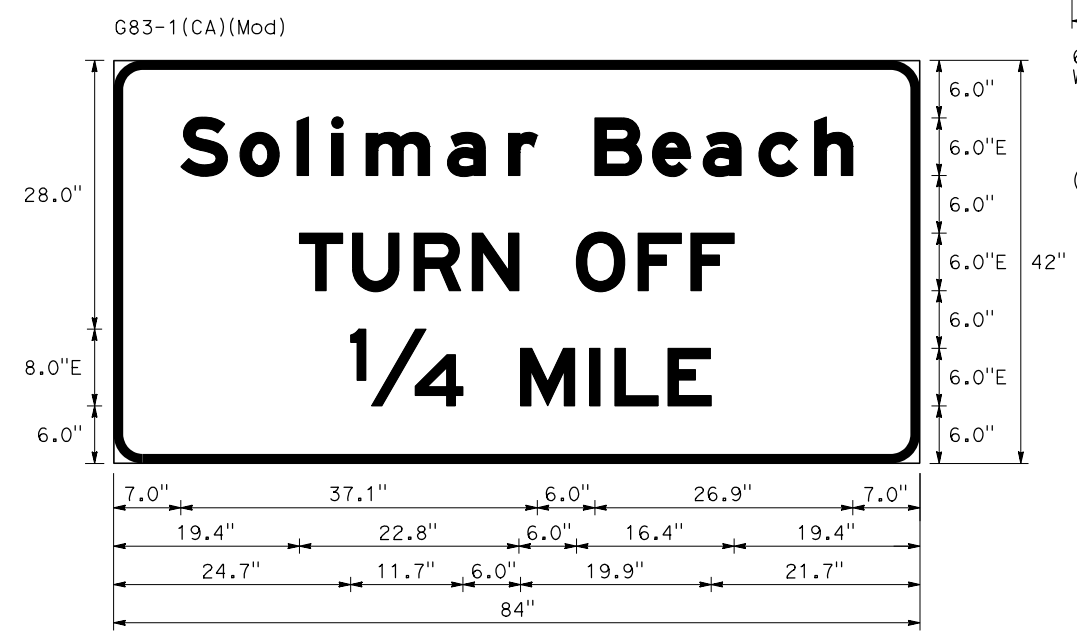 G83-1(CA)(Mod)
Solimar Beach
TURN OFF
1/4 MILE
28.0"
8.0"E
6.0"
6.0"
6.0"E
6.0"
6.0"E
6.0"
6.0"E
6.0"
42"
7.0" 37.1" 6.0" 26.9" 7.0"
19.4" 22.8" 6.0" 16.4" 19.4"
24.7" 11.7" 6.0" 19.9" 21.7"
84"